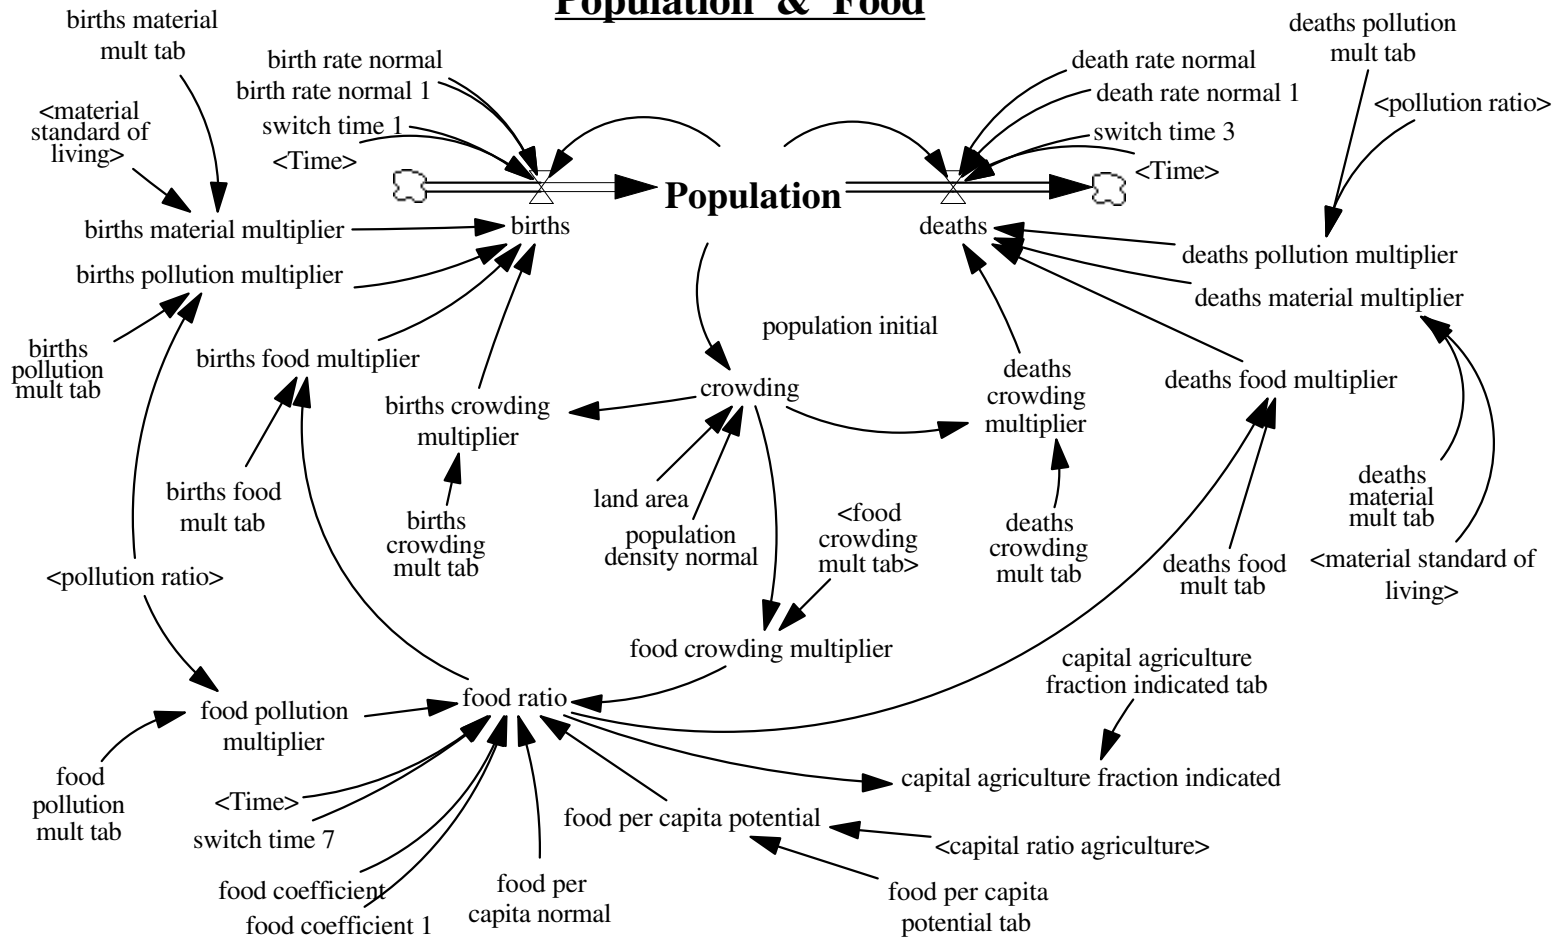 Population & Food
births material
mult tab
birth rate normal
birth rate normal 1
switch time 1
<Time>
<material
standard of
living>
death rate normal
death rate normal 1
switch time 3
<Time>
deaths pollution
mult tab
<pollution ratio>
Population
births material multiplier
births
deaths
births pollution multiplier
deaths pollution multiplier
deaths material multiplier
population initial
births
pollution
mult tab
births food multiplier
births crowding
multiplier
crowding
deaths
crowding
multiplier
deaths food multiplier
births food
mult tab
births
crowding
mult tab
land area
population
density normal
<food
crowding
mult tab>
deaths
crowding
mult tab
deaths food
mult tab
deaths
material
mult tab
<material standard of
living>
<pollution ratio>
food crowding multiplier
capital agriculture
fraction indicated tab
food ratio
food pollution
multiplier
food
pollution
mult tab
<Time>
switch time 7
food coefficient
food coefficient 1
food per
capita normal
food per capita potential
capital agriculture fraction indicated
<capital ratio agriculture>
food per capita
potential tab